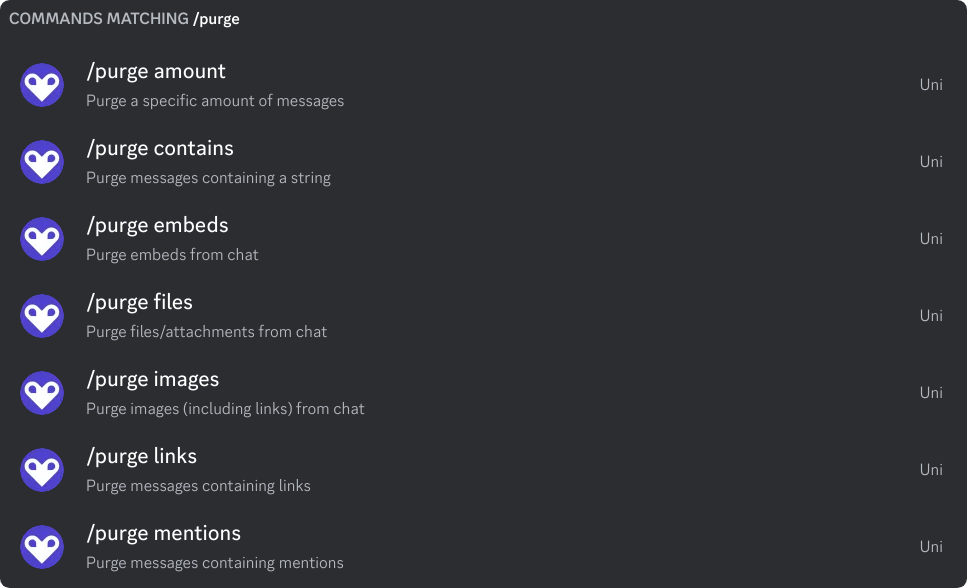 COMMANDS MATCHING /purge
/purge amount
Purge a specific amount of messages
Uni
/purge contains
Purge messages containing a string
Uni
/purge embeds
Purge embeds from chat
Uni
/purge files
Purge files/attachments from chat
Uni
/purge images
Purge images (including links) from chat
Uni
/purge links
Purge messages containing links
Uni
/purge mentions
Purge messages containing mentions
Uni